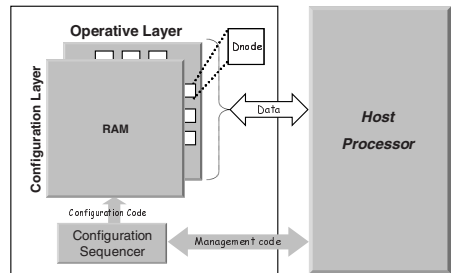 Operative Layer
Dnode
Configuration Layer
RAM
Data
Host
Processor
Configuration Code
Configuration
Sequencer
Management code